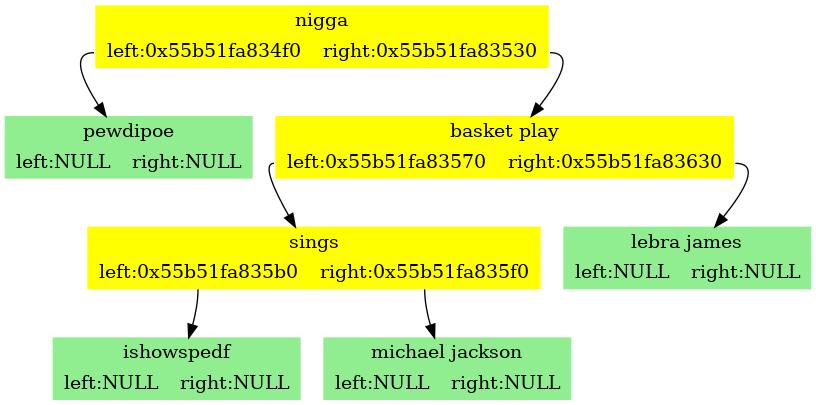 nigga
left:0x55b51fa834f0 right:0x55b51fa83530
pewdipoe
left:NULL right:NULL
basket play
left:0x55b51fa83570 right:0x55b51fa83630
sings
left:0x55b51fa835b0 right:0x55b51fa835f0
lebra james
left:NULL right:NULL
ishowspedf
left:NULL right:NULL
michael jackson
left:NULL right:NULL